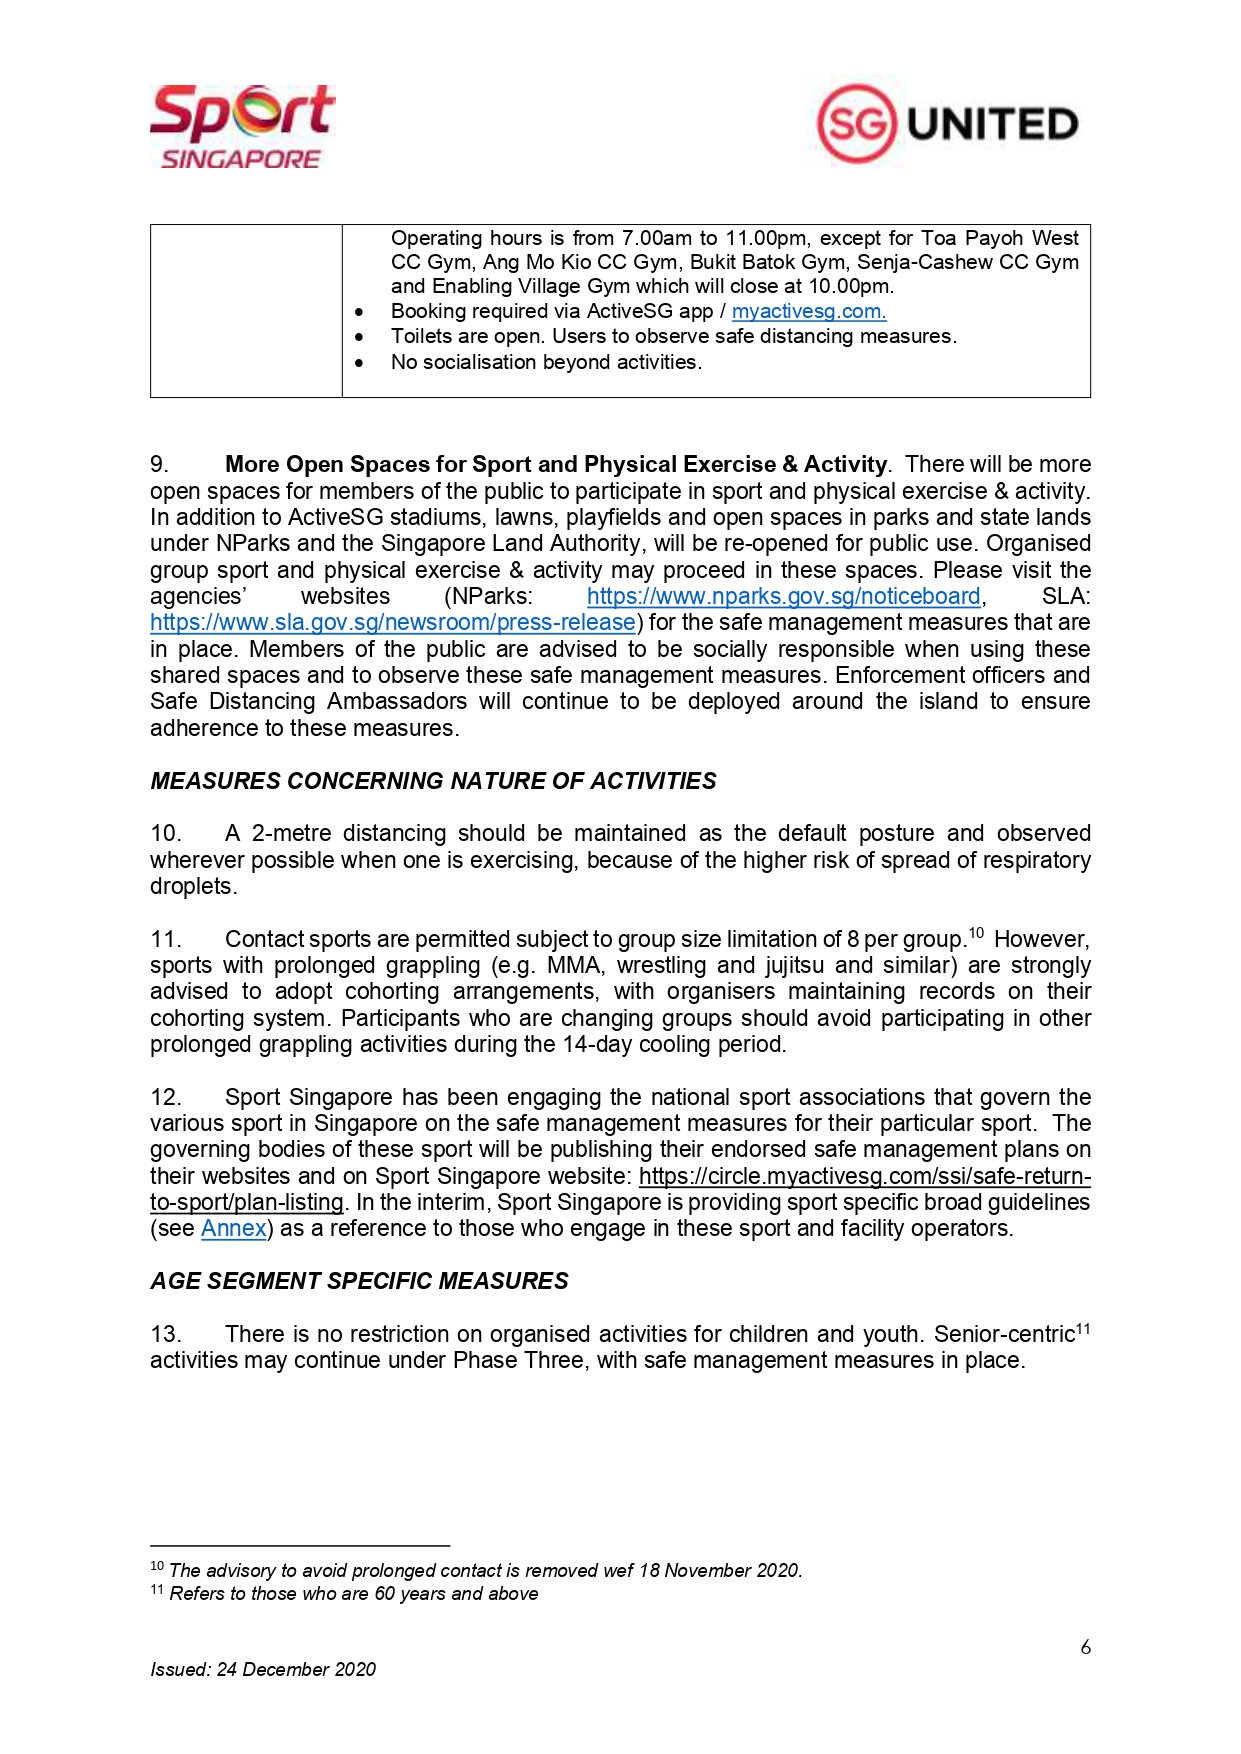 Sport
SINGAPORE
SG UNITED
Operating hours is from 7.00am to 11.00pm, except for Toa Payoh West
CC Gym, Ang Mo Kio CC Gym, Bukit Batok Gym, Senja-Cashew CC Gym
and Enabling Village Gym which will close at 10.00pm.
• Booking required via ActiveSG app / myactivesg.com.
• Toilets are open. Users to observe safe distancing measures.
• No socialisation beyond activities.
9. More Open Spaces for Sport and Physical Exercise & Activity. There will be more
open spaces for members of the public to participate in sport and physical exercise & activity.
In addition to ActiveSG stadiums, lawns, playfields and open spaces in parks and state lands
under NParks and the Singapore Land Authority, will be re-opened for public use. Organised
group sport and physical exercise & activity may proceed in these spaces. Please visit the
agencies’ websites (NParks: https://www.nparks.gov.sg/noticeboard, SLA:
https://www.sla.gov.sg/newsroom/press-release) for the safe management measures that are
in place. Members of the public are advised to be socially responsible when using these
shared spaces and to observe these safe management measures. Enforcement officers and
Safe Distancing Ambassadors will continue to be deployed around the island to ensure
adherence to these measures.
MEASURES CONCERNING NATURE OF ACTIVITIES
10. A 2-metre distancing should be maintained as the default posture and observed
wherever possible when one is exercising, because of the higher risk of spread of respiratory
droplets.
11. Contact sports are permitted subject to group size limitation of 8 per group.10 However,
sports with prolonged grappling (e.g. MMA, wrestling and jujitsu and similar) are strongly
advised to adopt cohorting arrangements, with organisers maintaining records on their
cohorting system. Participants who are changing groups should avoid participating in other
prolonged grappling activities during the 14-day cooling period.
12. Sport Singapore has been engaging the national sport associations that govern the
various sport in Singapore on the safe management measures for their particular sport. The
governing bodies of these sport will be publishing their endorsed safe management plans on
their websites and on Sport Singapore website: https://circle.myactivesg.com/ssi/safe-return-
to-sport/plan-listing. In the interim, Sport Singapore is providing sport specific broad guidelines
(see Annex) as a reference to those who engage in these sport and facility operators.
AGE SEGMENT SPECIFIC MEASURES
13. There is no restriction on organised activities for children and youth. Senior-centric11
activities may continue under Phase Three, with safe management measures in place.
10 The advisory to avoid prolonged contact is removed wef 18 November 2020.
11 Refers to those who are 60 years and above
6
Issued: 24 December 2020